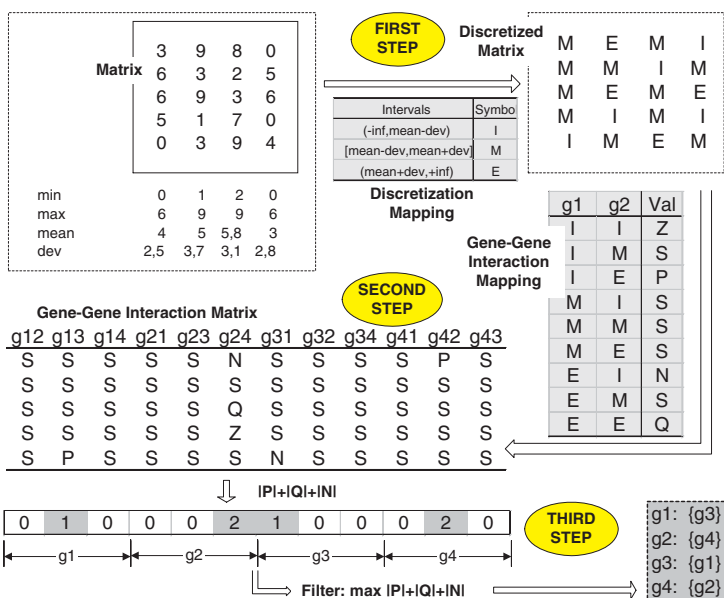 FIRST
STEP
Matrix
3 9 8 0
6 3 2 5
6 9 3 6
5 1 7 0
0 3 9 4
min 0 1 2 0
max 6 9 9 6
mean 4 5 5,8 3
dev 2,5 3,7 3,1 2,8
Intervals Symbol
(-inf,mean-dev) I
[mean-dev,mean+dev] M
(mean+dev,+inf) E
Discretization
Mapping
Discretized
Matrix
M E M I
M M I M
M E M E
M I M I
I M E M
Gene-Gene
Interaction
Mapping
g1 g2 Val
I I Z
I M S
I E P
M I S
M M S
M E S
E I N
E M S
E E Q
SECOND
STEP
Gene-Gene Interaction Matrix
g12 g13 g14 g21 g23 g24 g31 g32 g34 g41 g42 g43
S S S S S N S S S S P S
S S S S S S S S S S S S
S S S S S Q S S S S S S
S S S S S Z S S S S S S
S P S S S S N S S S S S
|P|+|Q|+|N|
0 1 0 0 0 2 1 0 0 0 2 0
g1 g2 g3 g4
THIRD
STEP
Filter: max |P|+|Q|+|N|
g1: {g3}
g2: {g4}
g3: {g1}
g4: {g2}